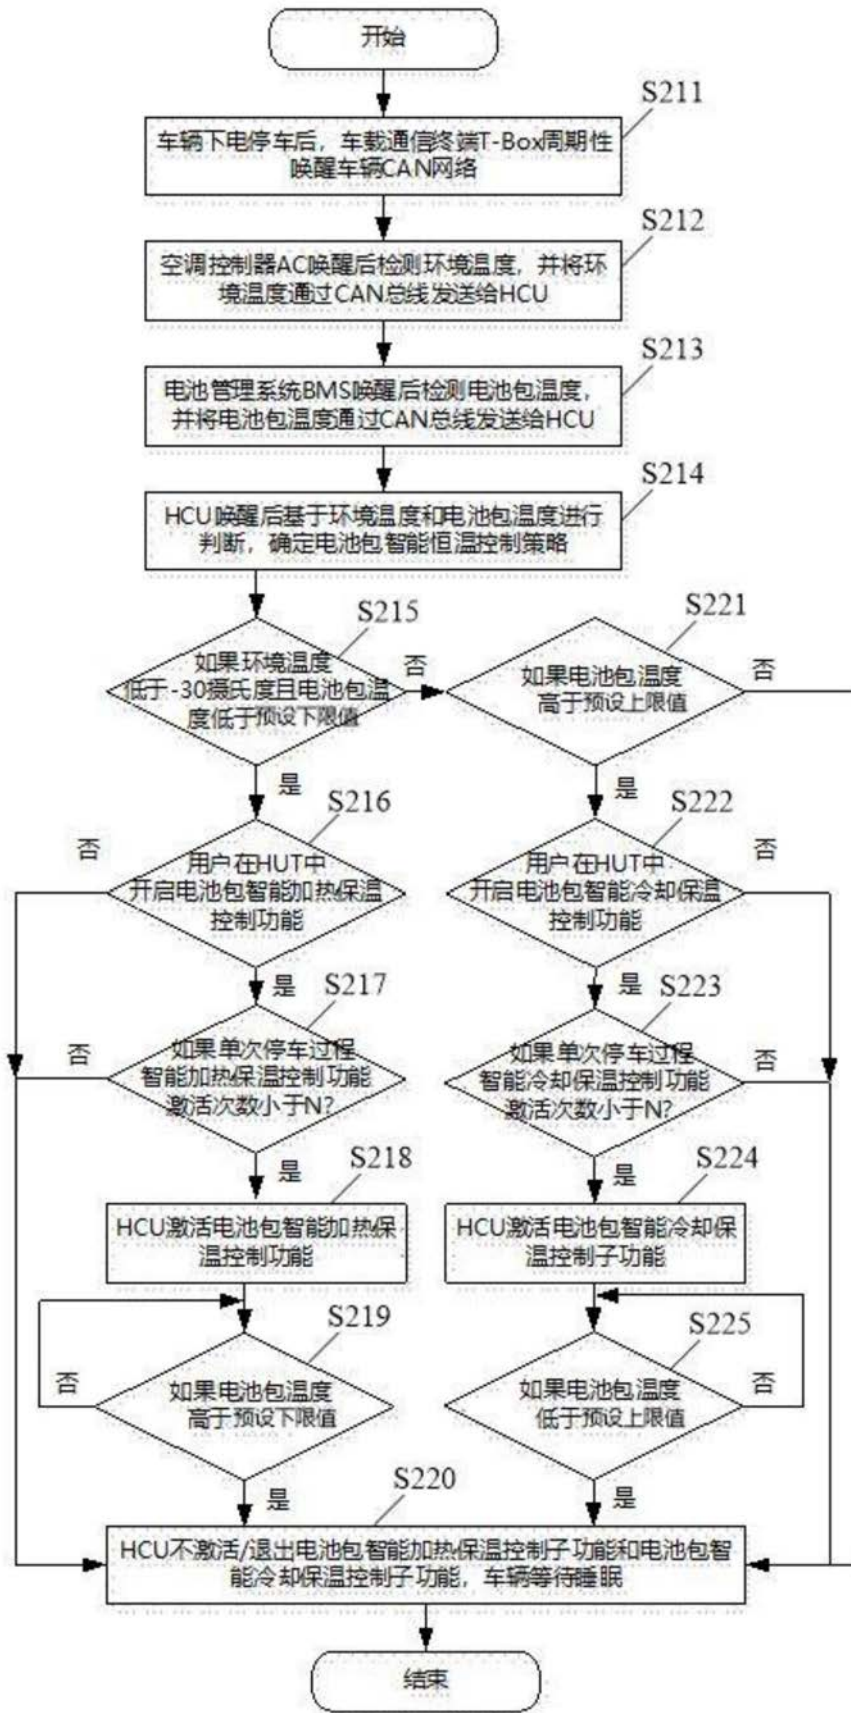 开始
S211
车辆下电停车后，车载通信终端T-Box周期性
唤醒车辆CAN网络
S212
空调控制器AC唤醒后检测环境温度，并将环
境温度通过CAN总线发送给HCU
S213
电池管理系统BMS唤醒后检测电池包温度，
并将电池包温度通过CAN总线发送给HCU
S214
HCU唤醒后基于环境温度和电池包温度进行
判断，确定电池包智能恒温控制策略
S215
如果环境温度
低于-30摄氏度且电池包温
度低于预设下限值
否
是
S221
如果电池包温度
高于预设上限值
否
是
S216
用户在HUT中
开启电池包智能加热保温
控制功能
否
是
S222
用户在HUT中
开启电池包智能冷却保温
控制功能
否
是
S217
如果单次停车过程
智能加热保温控制功能
激活次数小于N？
否
是
S223
如果单次停车过程
智能冷却保温控制功能
激活次数小于N？
否
是
S218
HCU激活电池包智能加热保
温控制功能
S224
HCU激活电池包智能冷却保
温控制子功能
S219
如果电池包温度
高于预设下限值
否
是
S225
如果电池包温度
低于预设上限值
否
是
S220
HCU不激活/退出电池包智能加热保温控制子功能和电池包智
能冷却保温控制子功能，车辆等待睡眠
结束